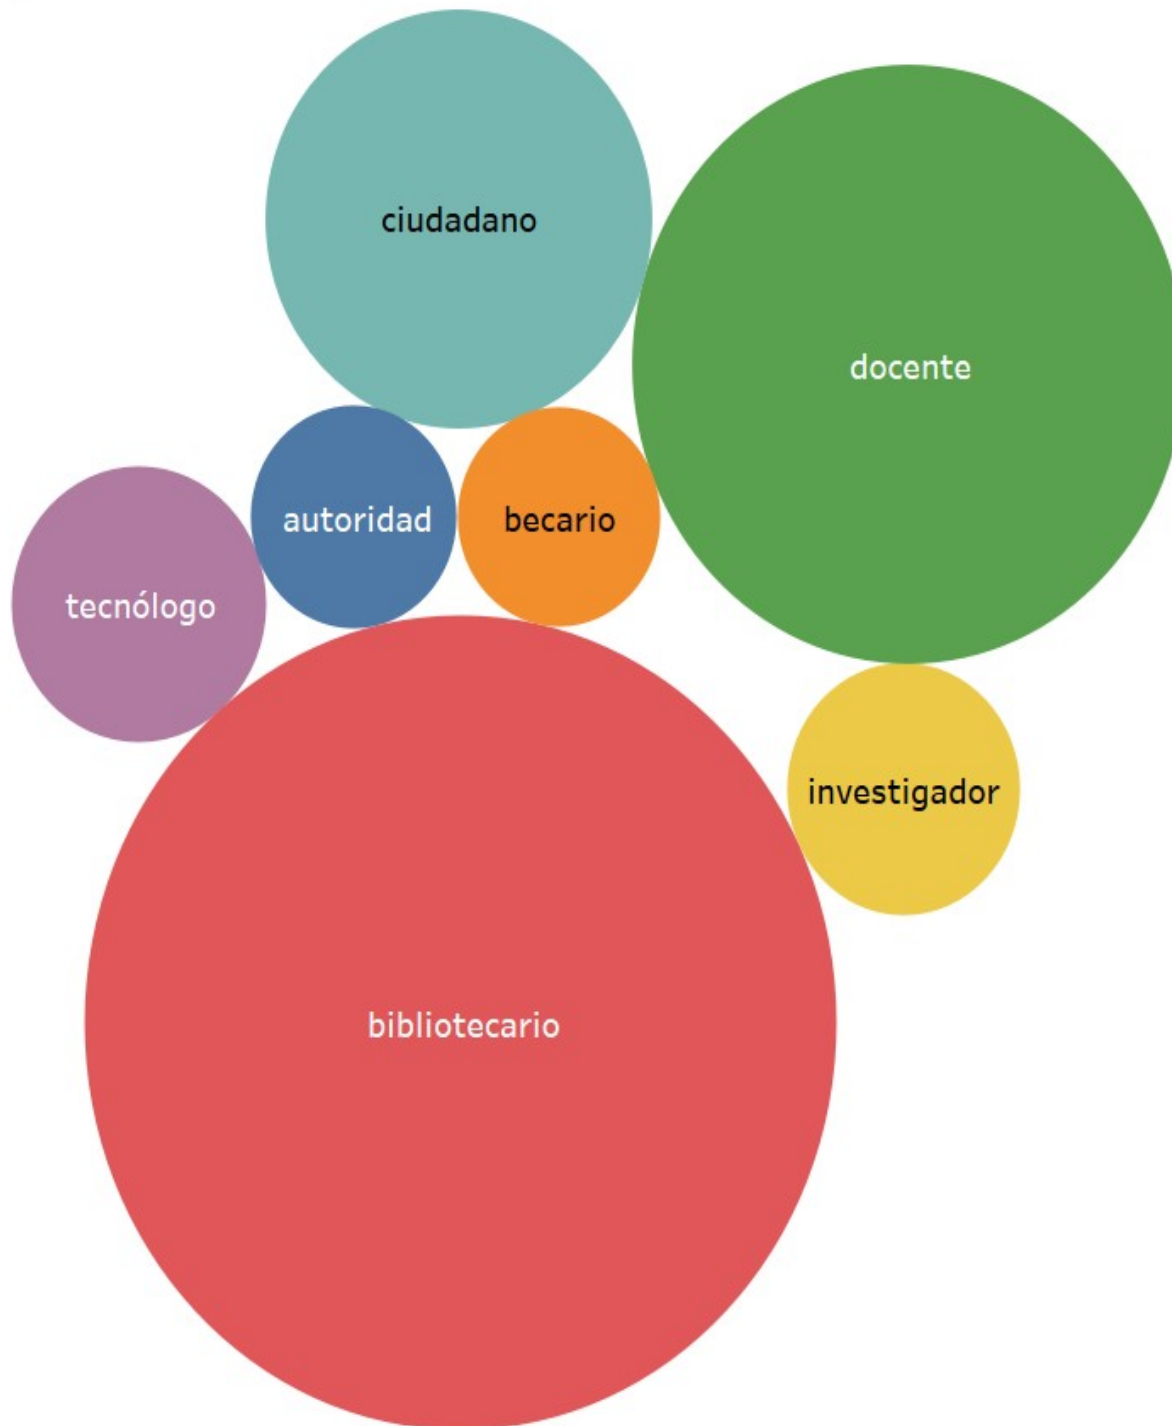 ciudadano
docente
autoridad
becario
tecnólogo
investigador
bibliotecario